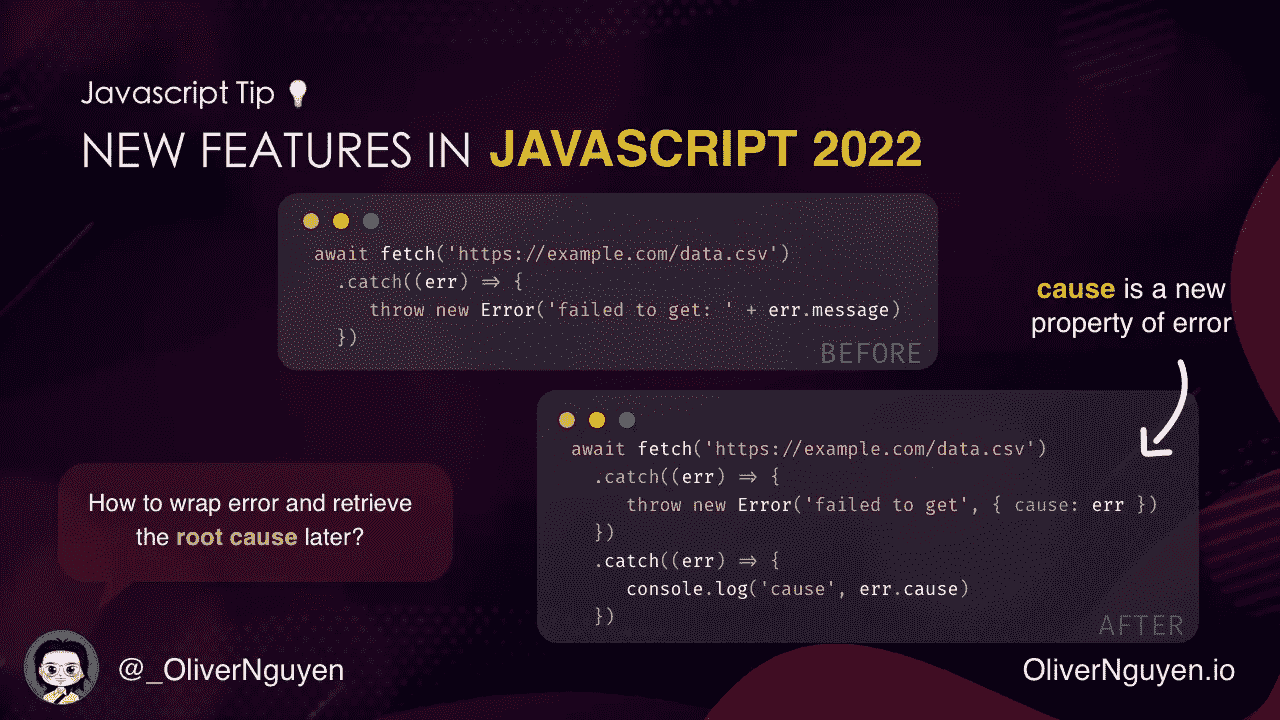 Javascript Tip 💡
NEW FEATURES IN JAVASCRIPT 2022
await fetch('https://example.com/data.csv')
.catch((err) ⇒ {
throw new Error('failed to get: ' + err.message)
})
BEFORE
cause is a new
property of error
await fetch('https://example.com/data.csv')
.catch((err) ⇒ {
throw new Error('failed to get', { cause: err })
})
.catch((err) ⇒ {
console.log('cause', err.cause)
})
AFTER
How to wrap error and retrieve
the root cause later?
@_OliverNguyen
OliverNguyen.io